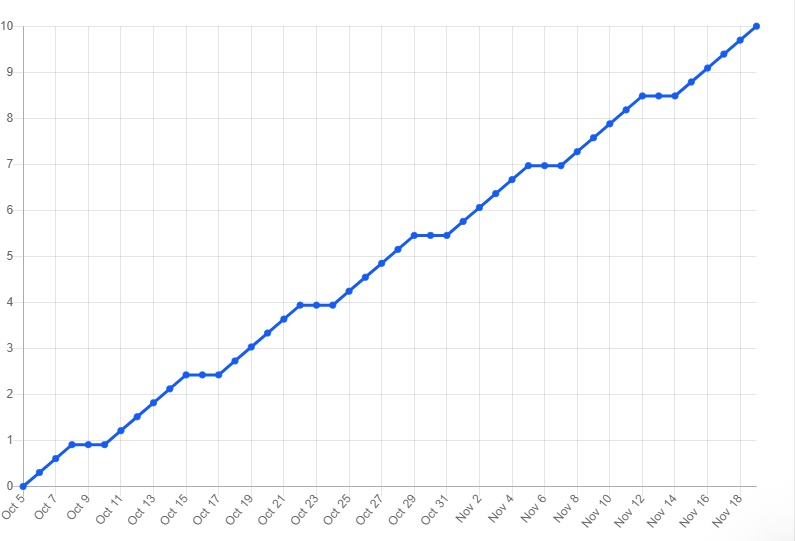 10
9
8
7
6
5
4
3
2
1
0
Oct 5
Oct 7
Oct 9
Oct 11
Oct 13
Oct 15
Oct 17
Oct 19
Oct 21
Oct 23
Oct 25
Oct 27
Oct 29
Oct 31
Nov 2
Nov 4
Nov 6
Nov 8
Nov 10
Nov 12
Nov 14
Nov 16
Nov 18